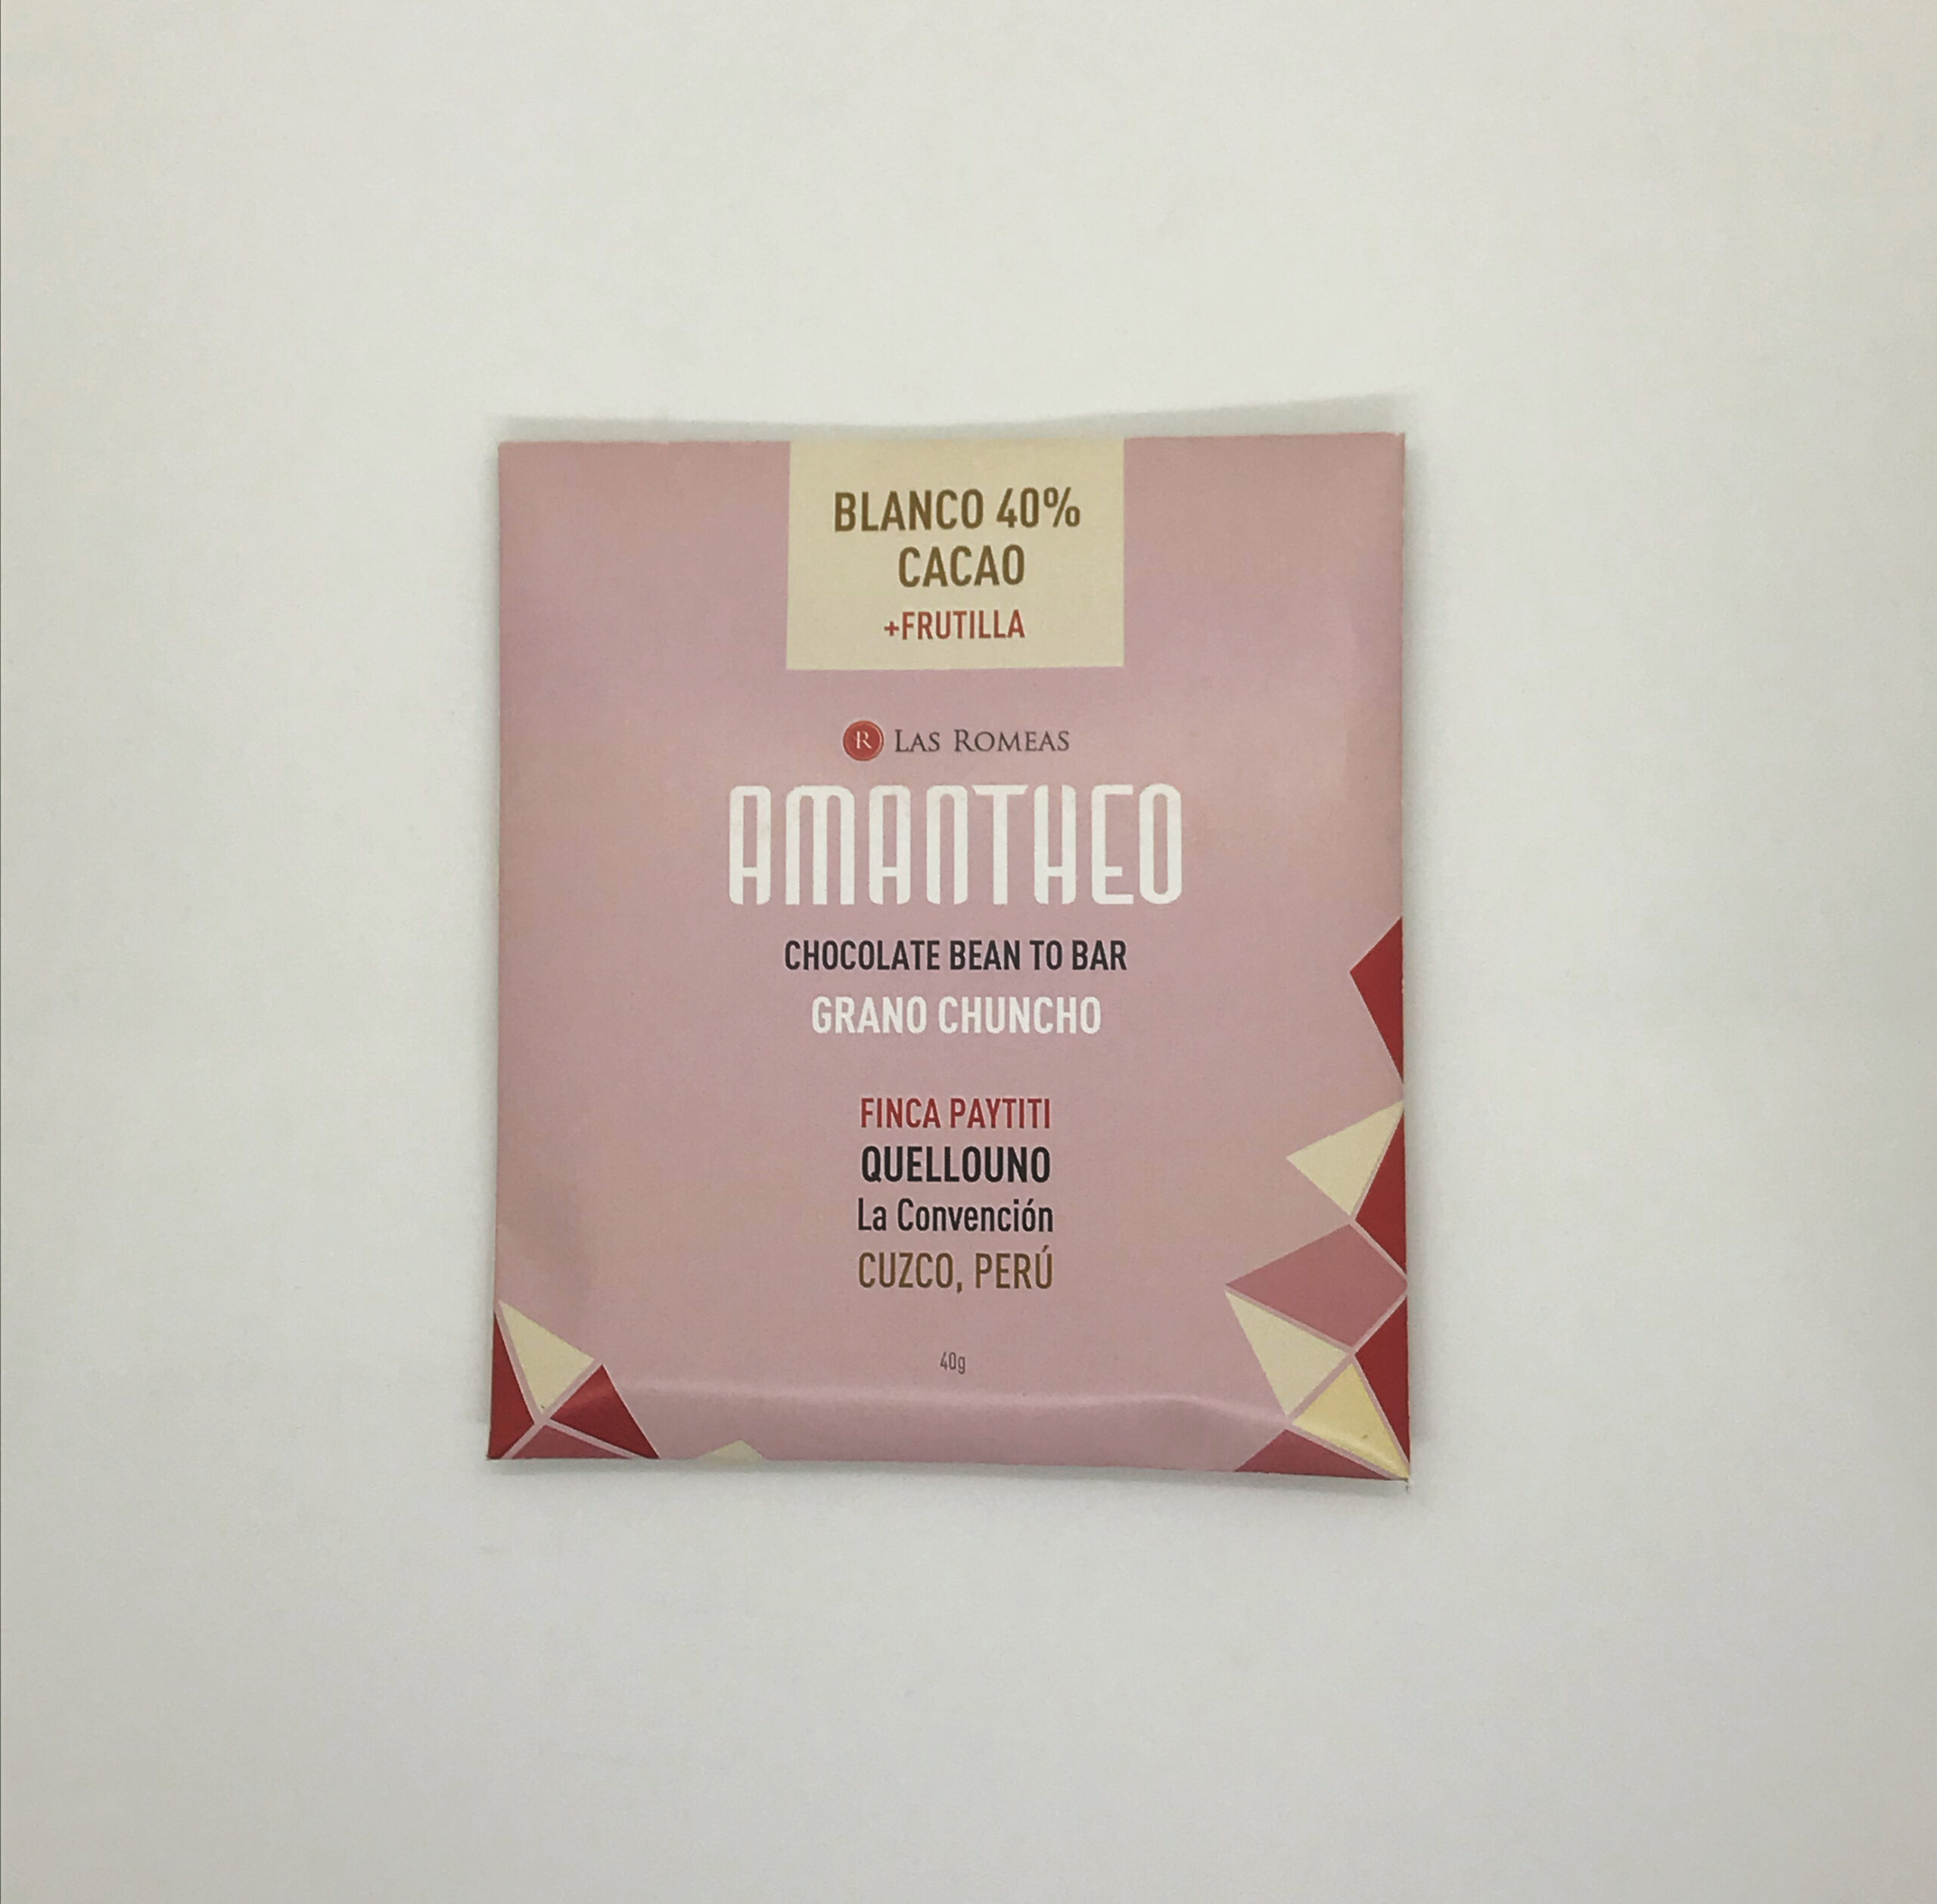 BLANCO 40%
CACAO
+FRUTILLA
R LAS ROMEAS
AMANTHEO
CHOCOLATE BEAN TO BAR
GRANO CHUNCHO
FINCA PAYTITI
QUELLOUNO
La Convención
CUZCO, PERÚ
40g